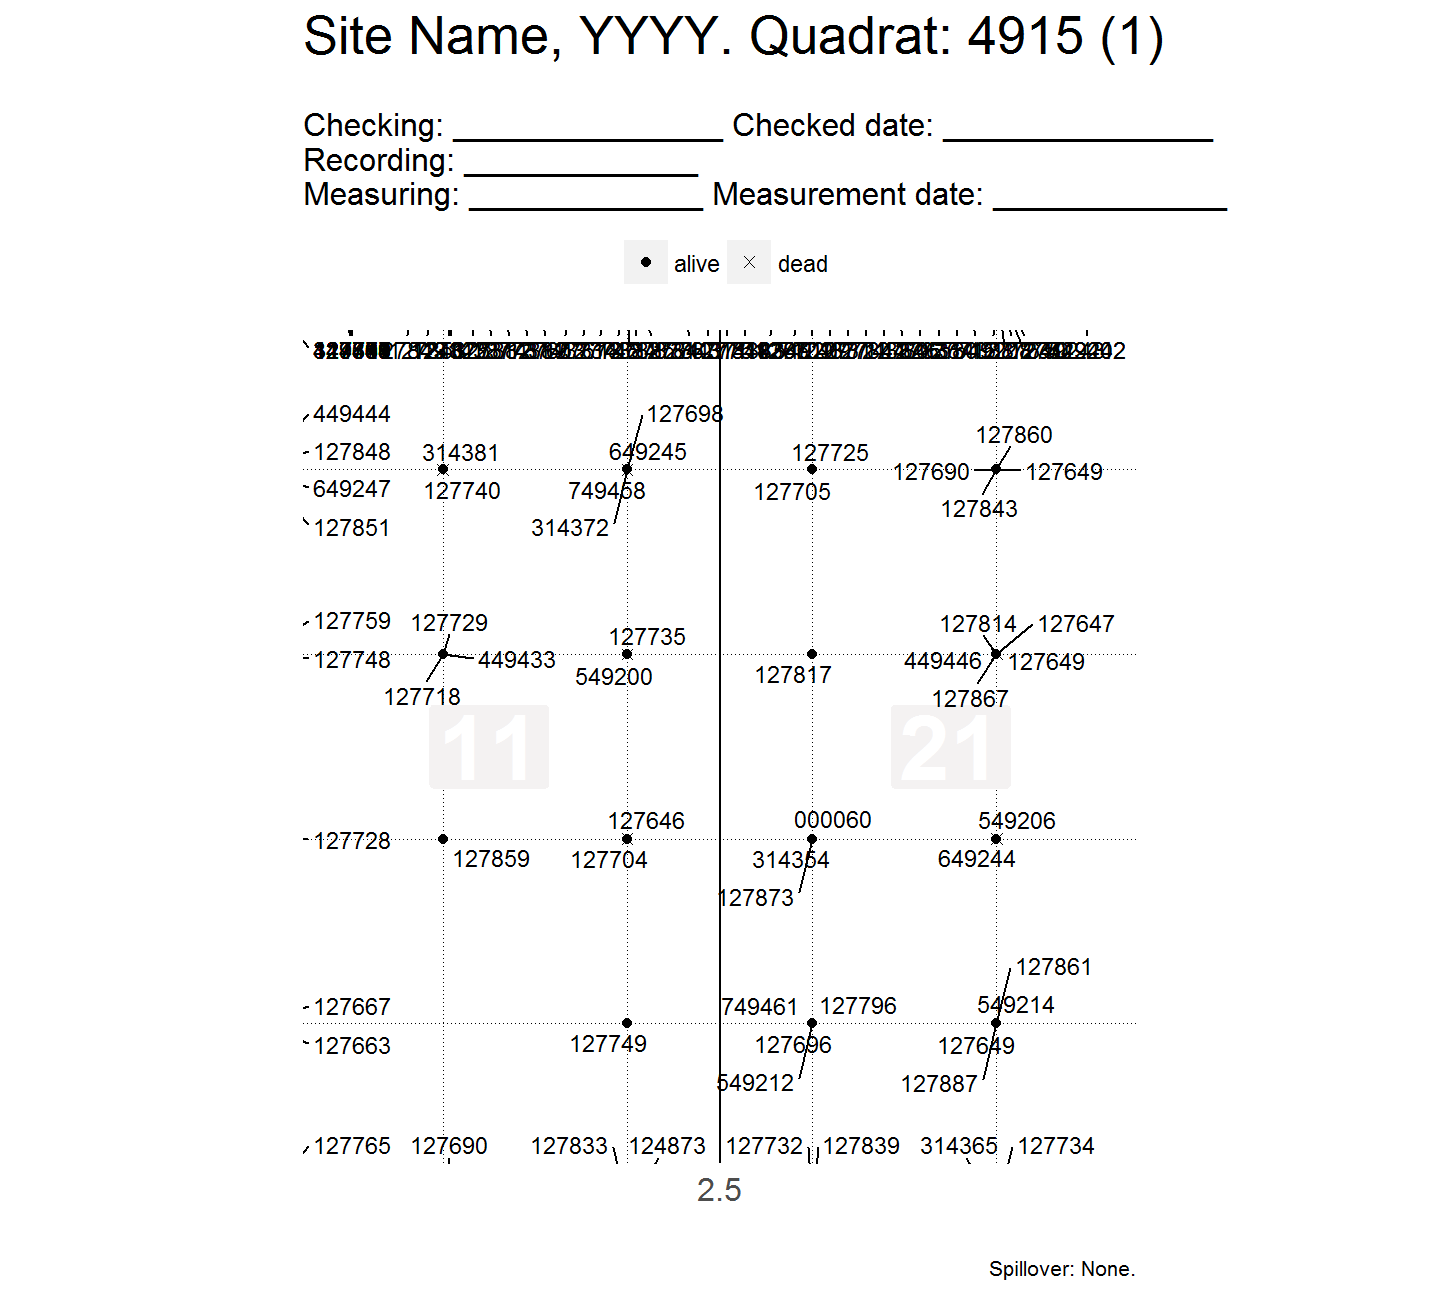 Site Name, YYYY. Quadrat: 4915 (1)
Checking: _______________ Checked date: _______________
Recording: _____________
Measuring: _____________ Measurement date: _____________
alive dead
449444 127698
127848 314381 649245 127725 127860
127690 127649
649247 127740 749458 127705
127851 314372 127843
127759 127729 127735 127814 127647
127748 449433 549200 127817 449446 127649
127718 127867
11 21
127646 000060 549206
127728
127859 127704 314354 649244
127873
127861
127667 749461 127796 549214
127663 127749 127696 127649
549212 127887
127765 127690 127833 124873 127732 127839 314365 127734
2.5
Spillover: None.